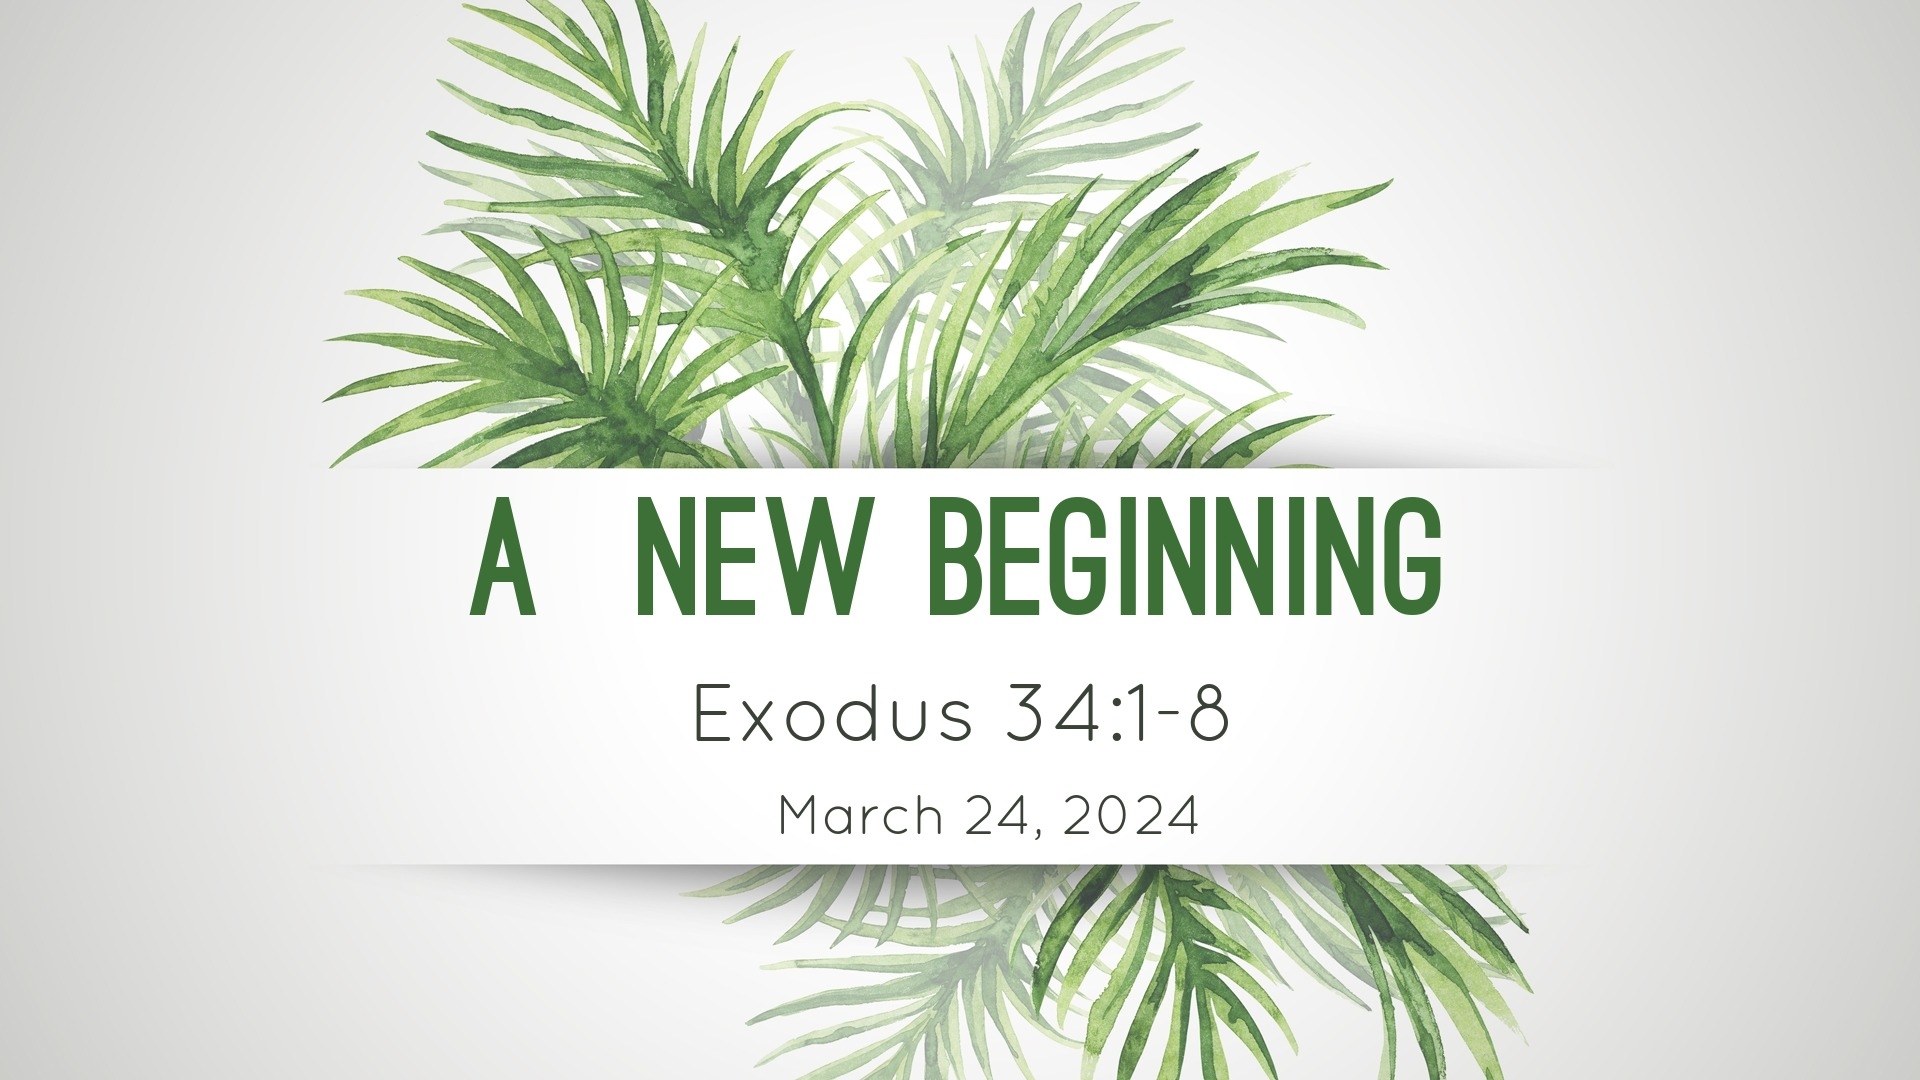 A NEW BEGINNING
Exodus 34:1-8
March 24, 2024